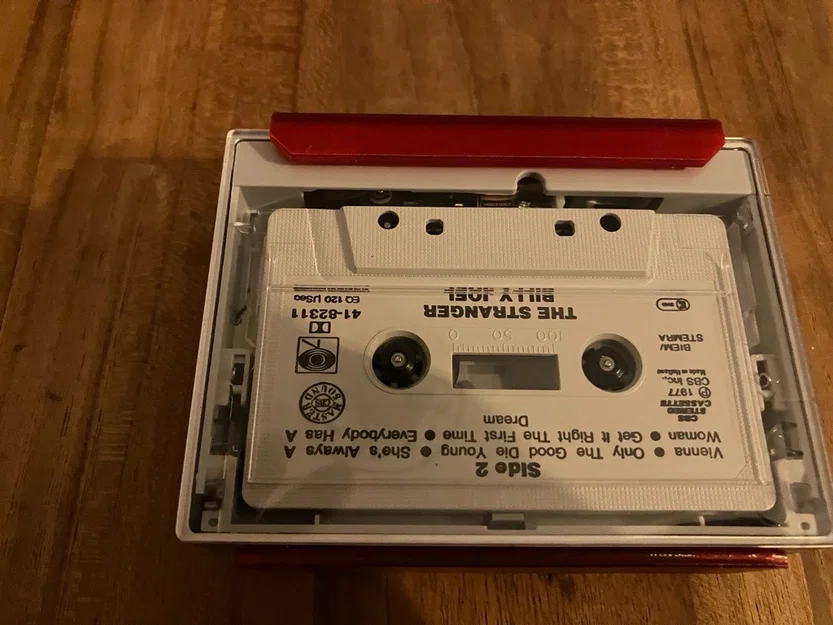 Side 2
Vienna • Only The Good Die Young • She's Always A
Woman • Get It Right The First Time • Everybody Has A
Dream
CBS
STEREO
CASSETTE
℗ 1977
CBS Inc.
Made in Holland
BIEM/
STEMRA
MASTER
SOUND
CBS
100 50 0
THE STRANGER
BILLY JOEL
41-82311
EQ 120 µSec